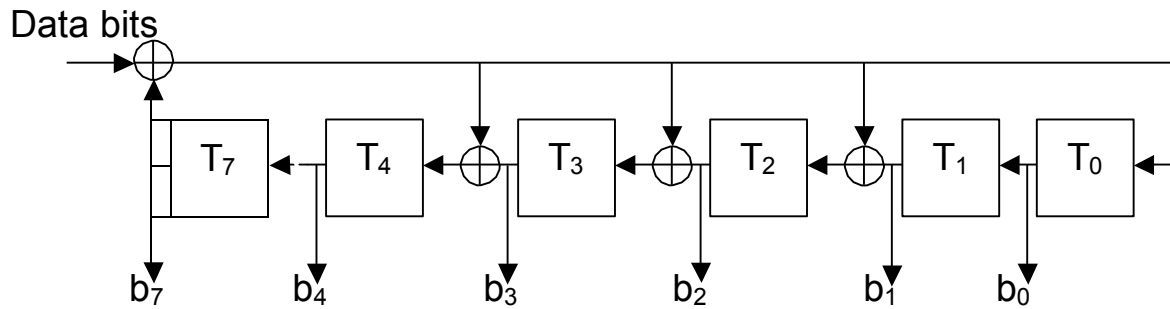 Data bits
T₇ T₄ T₃ T₂ T₁ T₀
b₇ b₄ b₃ b₂ b₁ b₀